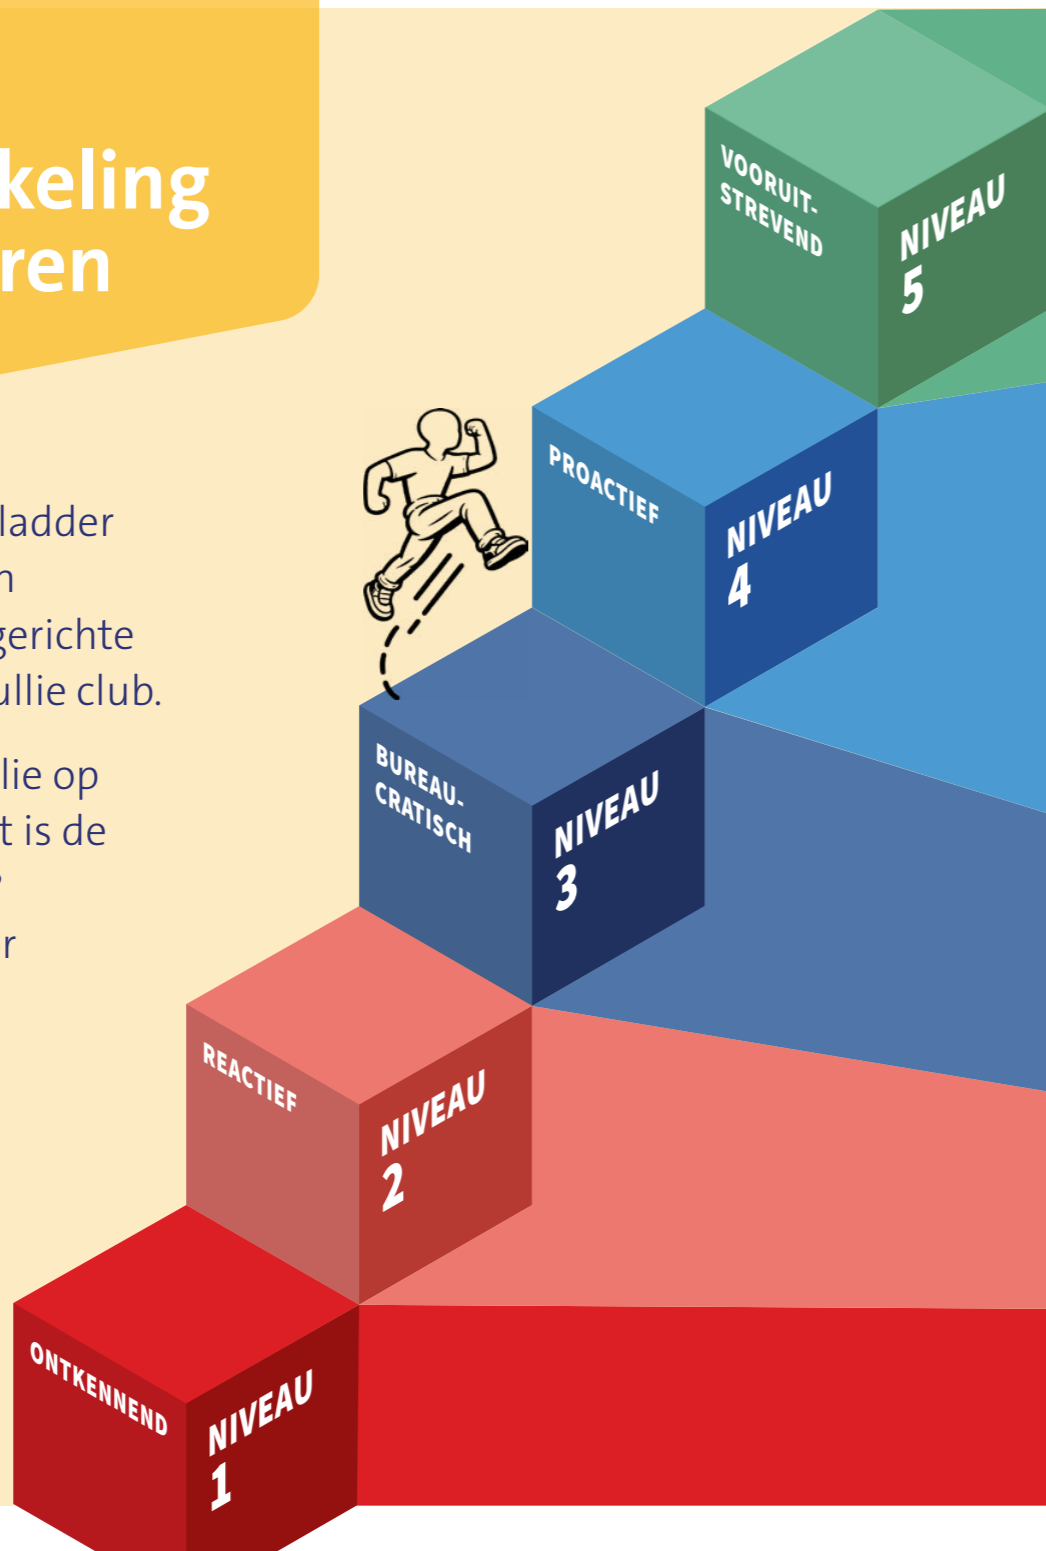 keling
ren
ladder
n
gerichte
ullie club.
lie op
t is de
r
VOORUIT-
STREVEND
NIVEAU
5
PROACTIEF
NIVEAU
4
BUREAU-
CRATISCH
NIVEAU
3
REACTIEF
NIVEAU
2
ONTKENNEND
NIVEAU
1